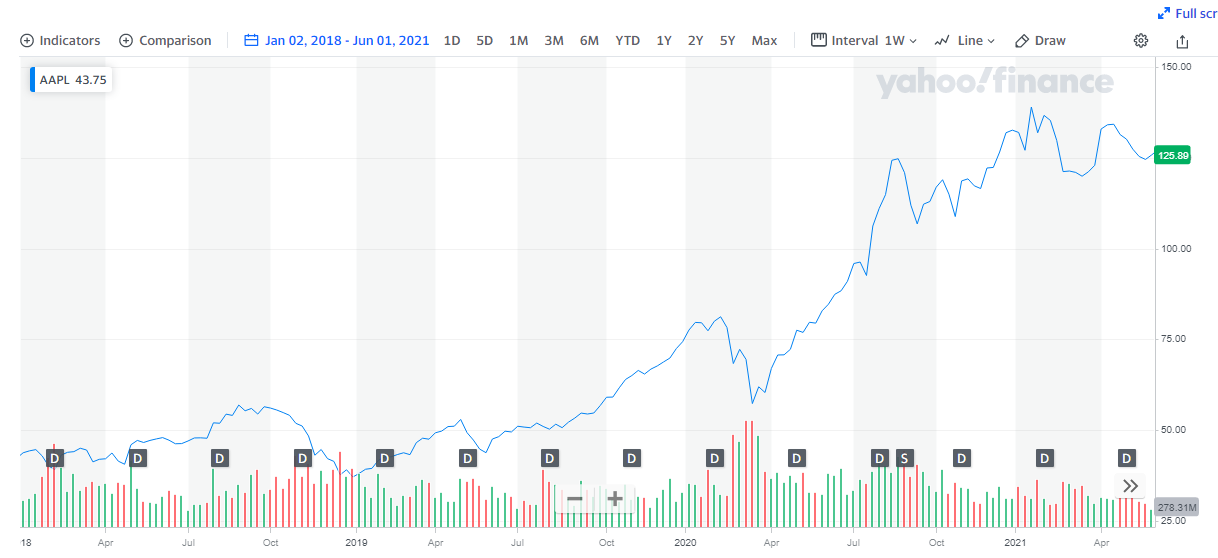 Full scr
Indicators Comparison Jan 02, 2018 - Jun 01, 2021 1D 5D 1M 3M 6M YTD 1Y 2Y 5Y Max Interval 1W Line Draw
AAPL 43.75
yahoo!finance
150.00
125.89
100.00
75.00
50.00
D D D D D D D D D D D S D D D
278.31M
25.00
18 Apr Jul Oct 2019 Apr Jul Oct 2020 Apr Jul Oct 2021 Apr